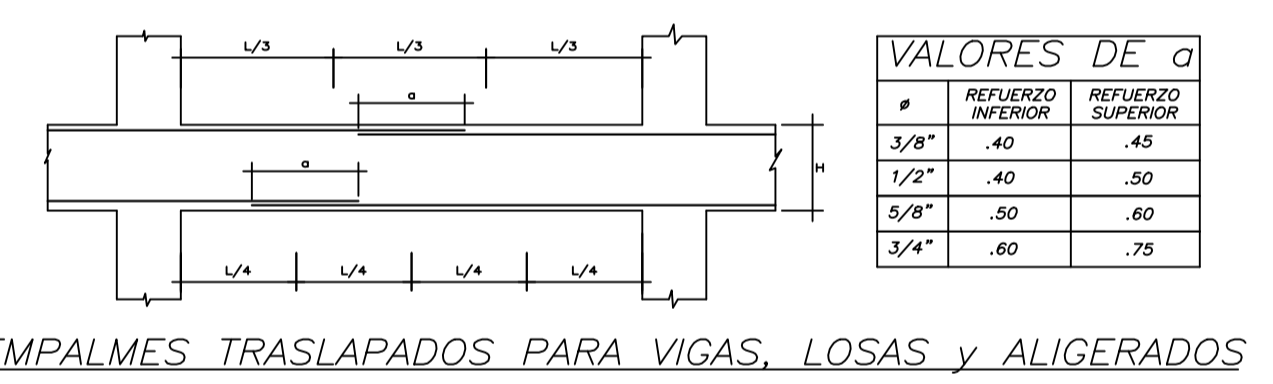 L/3 L/3 L/3
a
a
H
L/4 L/4 L/4 L/4
VALORES DE a
ø REFUERZO INFERIOR REFUERZO SUPERIOR
3/8" .40 .45
1/2" .40 .50
5/8" .50 .60
3/4" .60 .75
EMPALMES TRASLAPADOS PARA VIGAS, LOSAS y ALIGERADOS